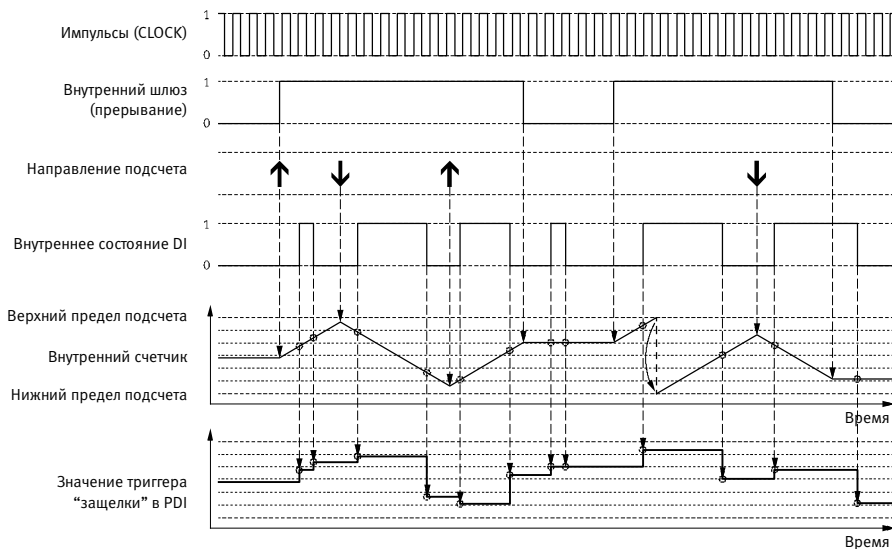 Импульсы (CLOCK)
1
0
Внутренний шлюз
(прерывание)
1
0
Направление подсчета
Внутреннее состояние DI
1
0
Верхний предел подсчета
Внутренний счетчик
Нижний предел подсчета
Время
Значение триггера
“защелки” в PDI
Время